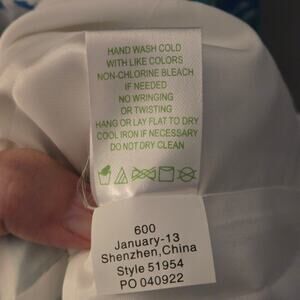 HAND WASH COLD
WITH LIKE COLORS
NON-CHLORINE BLEACH
IF NEEDED
NO WRINGING
OR TWISTING
HANG OR LAY FLAT TO DRY
COOL IRON IF NECESSARY
DO NOT DRY CLEAN
600
January-13
Shenzhen,China
Style 51954
PO 040922